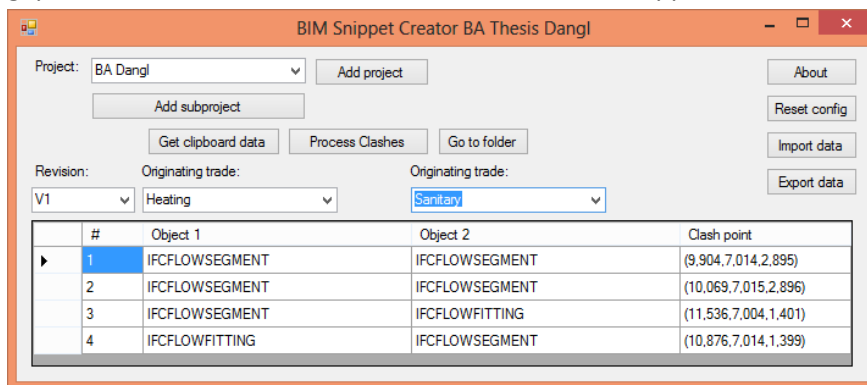 BIM Snippet Creator BA Thesis Dangl
Project: BA Dangl Add project About
Add subproject Reset config
Get clipboard data Process Clashes Go to folder Import data
Revision: Originating trade: Originating trade: Export data
V1 Heating Sanitary
# Object 1 Object 2 Clash point
1 IFCFLOWSEGMENT IFCFLOWSEGMENT (9,904,7,014,2,895)
2 IFCFLOWSEGMENT IFCFLOWSEGMENT (10,069,7,015,2,896)
3 IFCFLOWSEGMENT IFCFLOWFITTING (11,536,7,004,1,401)
4 IFCFLOWFITTING IFCFLOWSEGMENT (10,876,7,014,1,399)